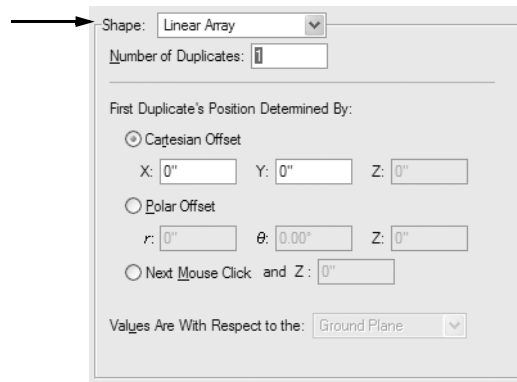 Shape: Linear Array
Number of Duplicates: 1
First Duplicate's Position Determined By:
Cartesian Offset
X: 0" Y: 0" Z: 0"
Polar Offset
r: 0" θ: 0.00° Z: 0"
Next Mouse Click and Z : 0"
Values Are With Respect to the: Ground Plane